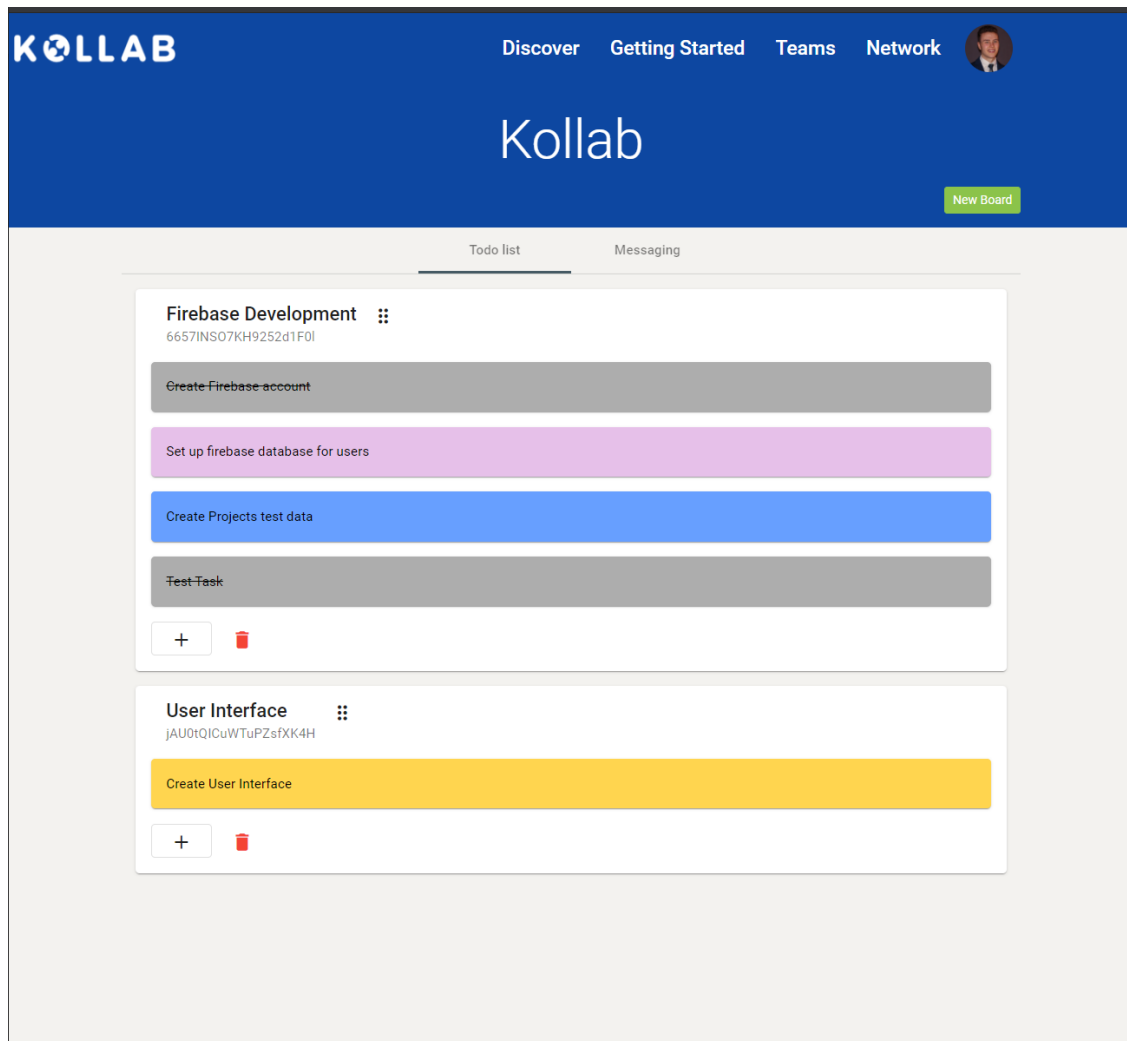 KOLLAB
Discover Getting Started Teams Network
Kollab
New Board
Todo list Messaging
Firebase Development
6657INSO7KH9252d1F0l
Create Firebase account
Set up firebase database for users
Create Projects test data
Test Task
+
User Interface
jAU0tQICuWTuPZsfXK4H
Create User Interface
+